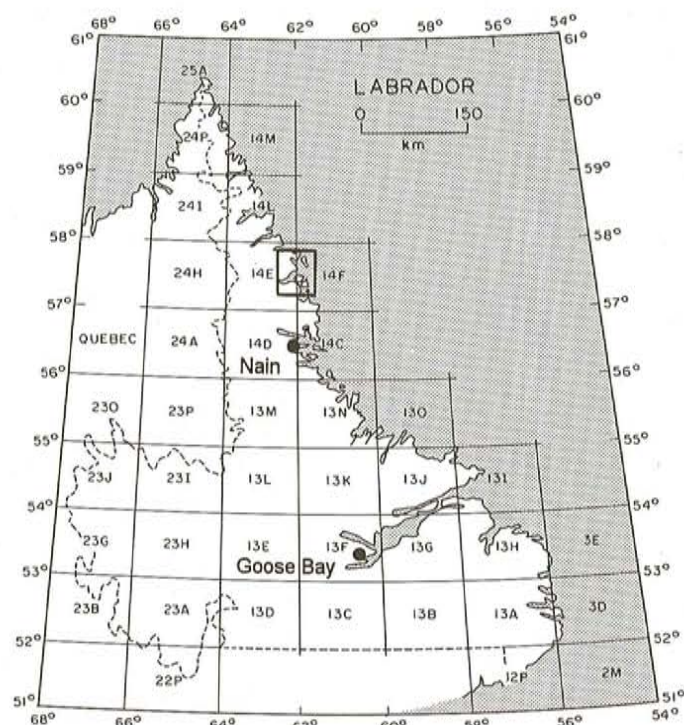 68° 66° 64° 62° 60° 58° 56° 54°
61° 61°
25A
LABRADOR
60° 0 150 60°
km
24P 14M
59° 59°
24I 14L
58° 58°
24H 14E 14F
57° 57°
QUEBEC 24A 14D 14C
Nain
56° 56°
23O 23P 13M 13N 13O
55° 55°
23J 23I 13L 13K 13J 13I
54° 54°
23G 23H 13E 13F 13G 13H 3E
Goose Bay
53° 53°
23B 23A 13D 13C 13B 13A 3D
52° 52°
22P 12P 2M
51° 51°
68° 66° 64° 62° 60° 58° 56° 54°